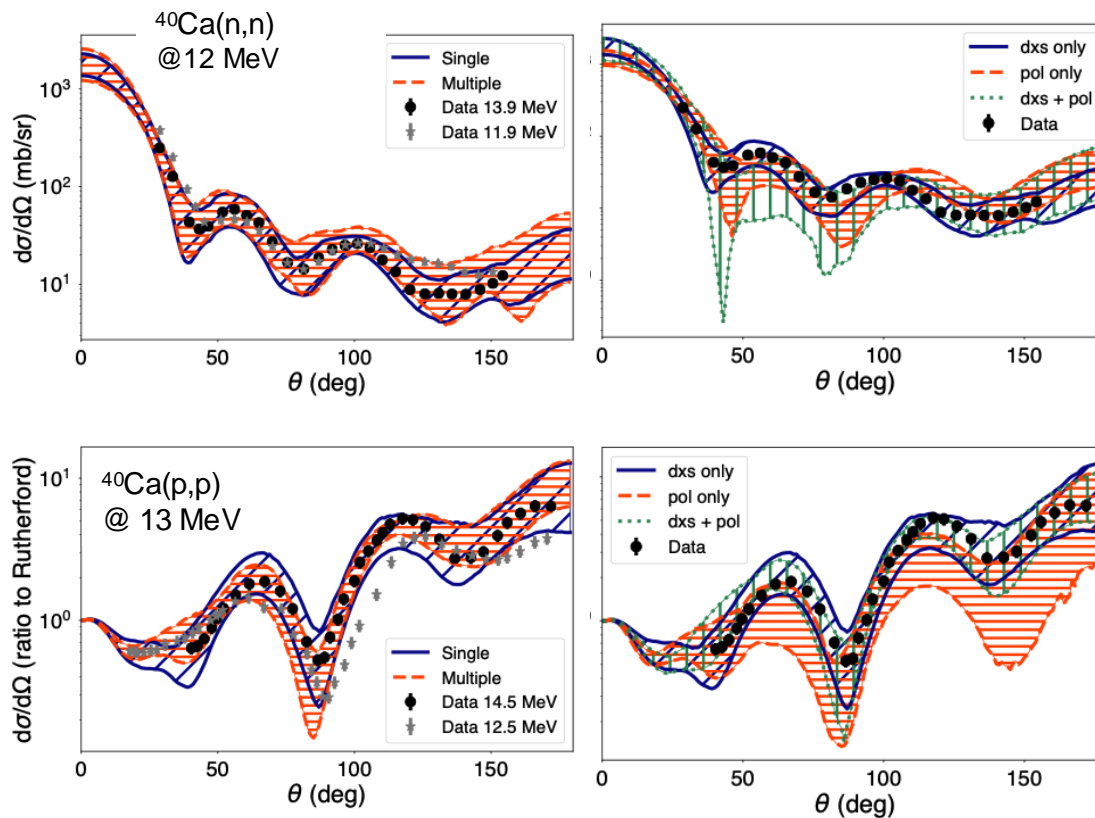 ⁴⁰Ca(n,n)
@12 MeV
dσ/dΩ (mb/sr)
10³
10²
10¹
Single
Multiple
Data 13.9 MeV
Data 11.9 MeV
0 50 100 150
θ (deg)
dxs only
pol only
dxs + pol
Data
0 50 100 150
θ (deg)
⁴⁰Ca(p,p)
@ 13 MeV
dσ/dΩ (ratio to Rutherford)
10¹
10⁰
Single
Multiple
Data 14.5 MeV
Data 12.5 MeV
0 50 100 150
θ (deg)
dxs only
pol only
dxs + pol
Data
0 50 100 150
θ (deg)